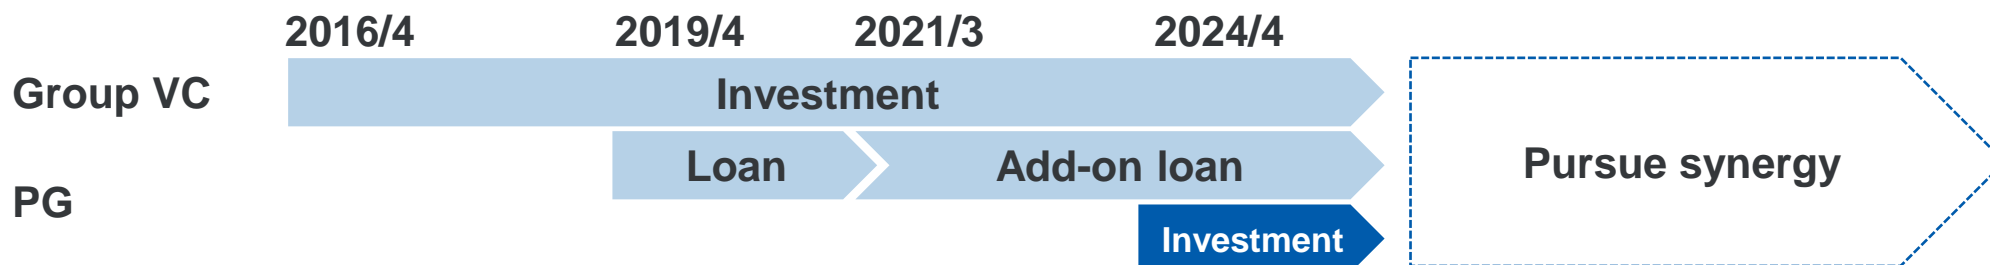 2016/4 2019/4 2021/3 2024/4
Group VC Investment
Loan Add-on loan Pursue synergy
PG
Investment